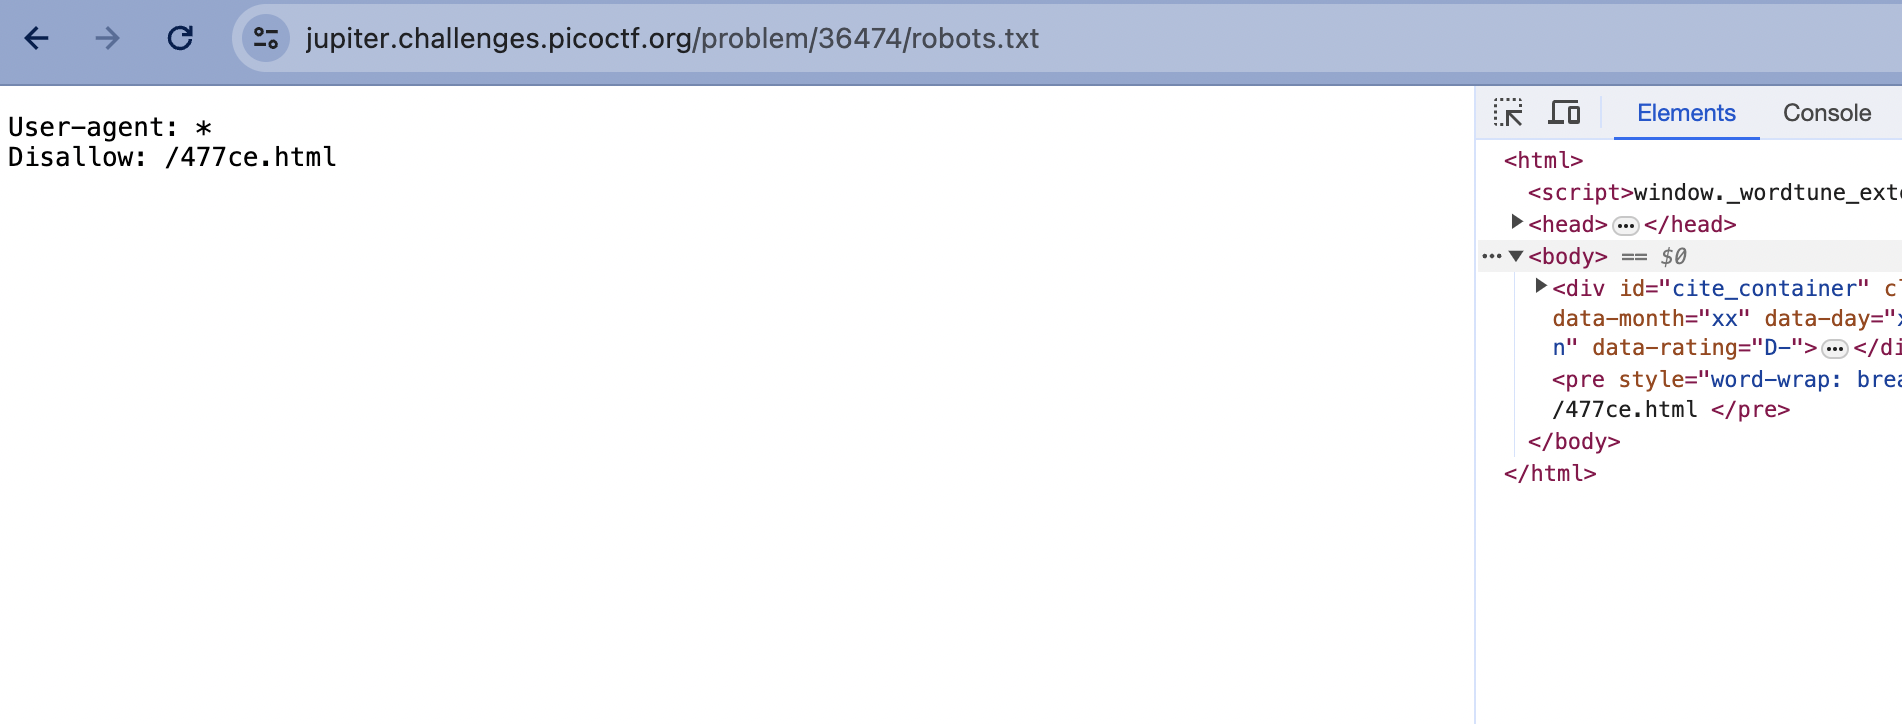 jupiter.challenges.picoctf.org/problem/36474/robots.txt
User-agent: *
Disallow: /477ce.html
Elements Console
<html>
<script>window._wordtune_ext
<head> ••• </head>
••• <body> == $0
<div id="cite_container"
data-month="xx" data-day="
n" data-rating="D-"> ••• </di
<pre style="word-wrap:
/477ce.html </pre>
</body>
</html>